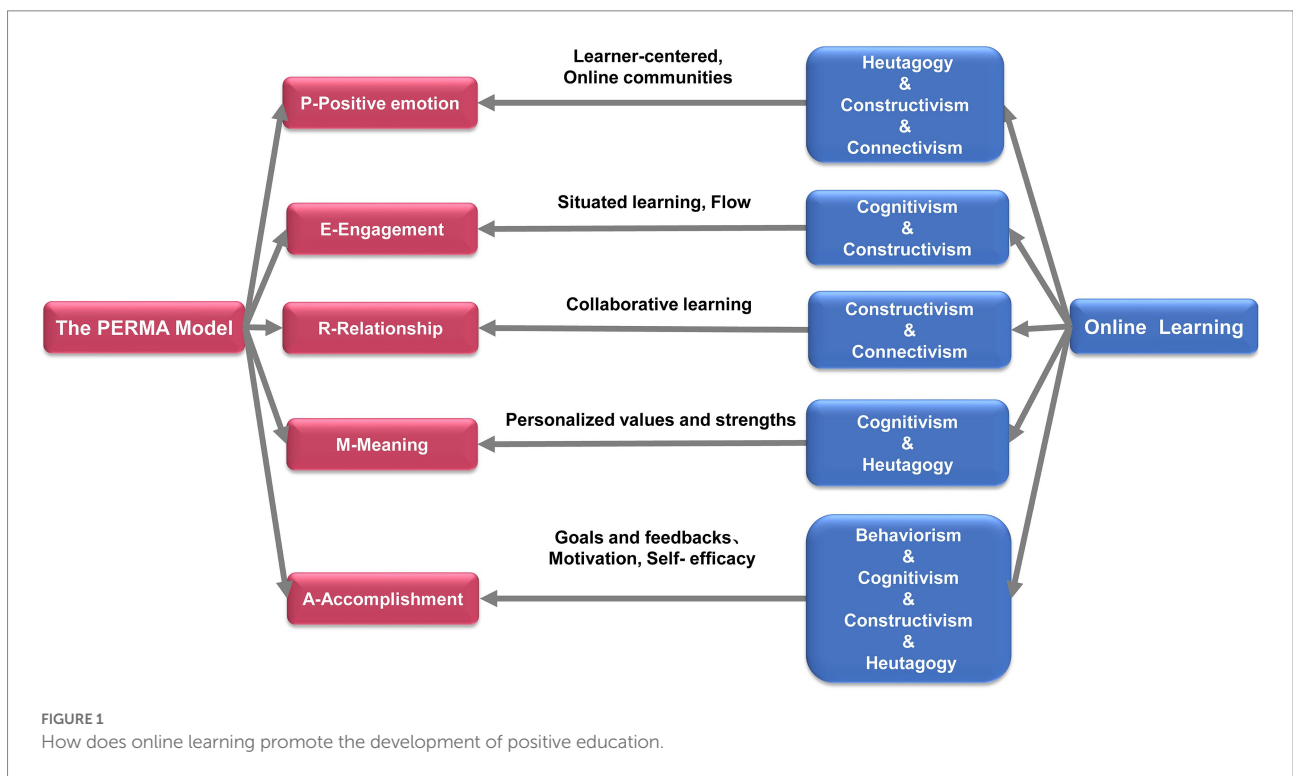 Learner-centered,
Online communities
P-Positive emotion
Heutagogy
&
Constructivism
&
Connectivism
Situated learning, Flow
E-Engagement
Cognitivism
&
Constructivism
The PERMA Model
Collaborative learning
R-Relationship
Constructivism
&
Connectivism
Online Learning
Personalized values and strengths
M-Meaning
Cognitivism
&
Heutagogy
Goals and feedbacks、
Motivation, Self- efficacy
A-Accomplishment
Behaviorism
&
Cognitivism
&
Constructivism
&
Heutagogy
FIGURE 1
How does online learning promote the development of positive education.